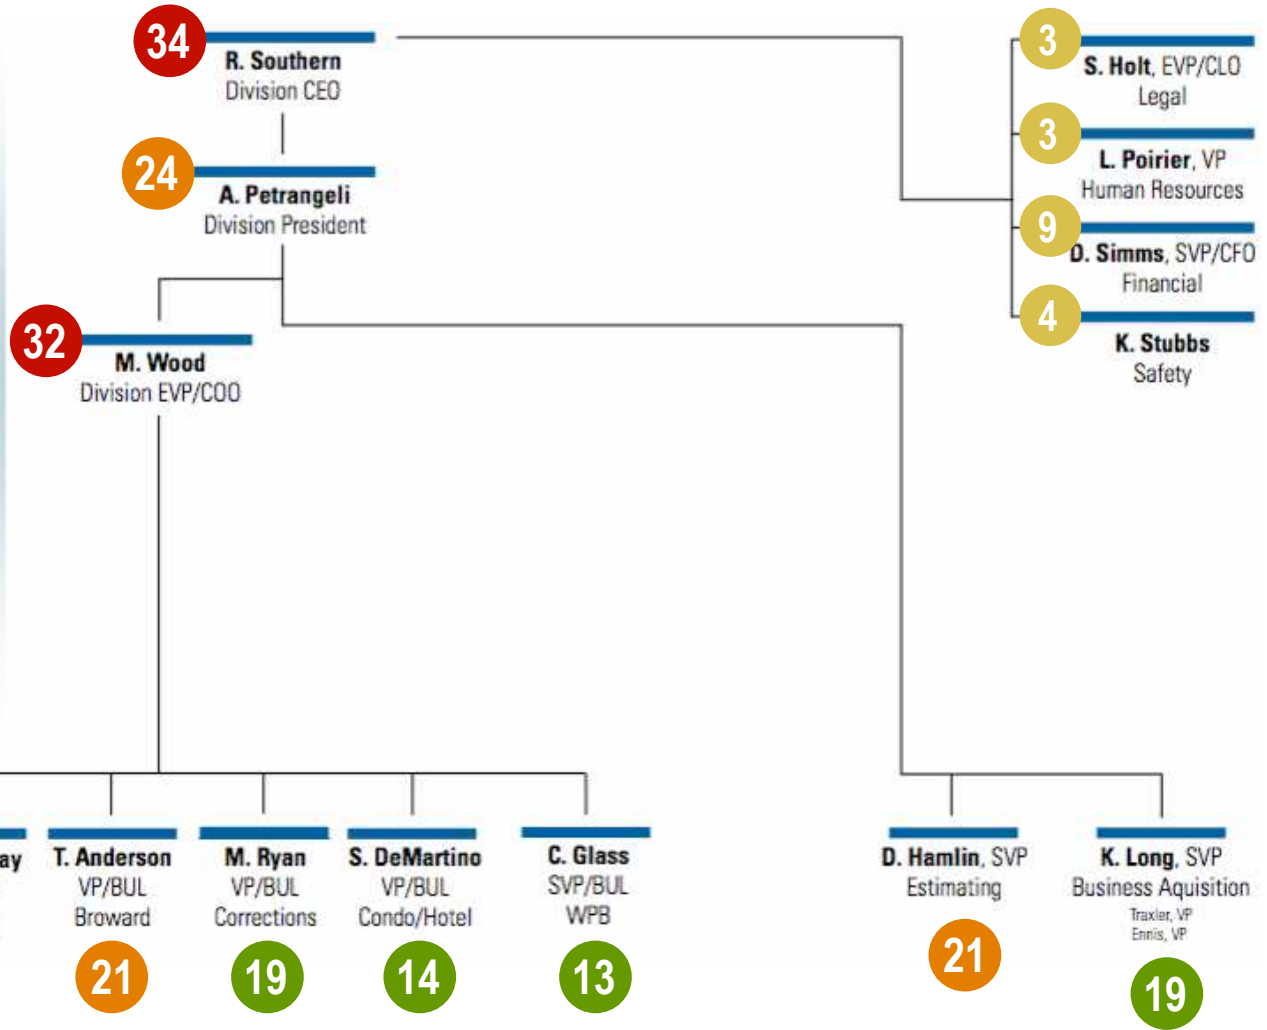 34
R. Southern
Division CEO
24
A. Petrangeli
Division President
32
M. Wood
Division EVP/COO
3
S. Holt, EVP/CLO
Legal
3
L. Poirier, VP
Human Resources
9
D. Simms, SVP/CFO
Financial
4
K. Stubbs
Safety
ay
T. Anderson
VP/BUL
Broward
21
M. Ryan
VP/BUL
Corrections
19
S. DeMartino
VP/BUL
Condo/Hotel
14
C. Glass
SVP/BUL
WPB
13
D. Hamlin, SVP
Estimating
21
K. Long, SVP
Business Aquisition
Traxler, VP
Ennis, VP
19